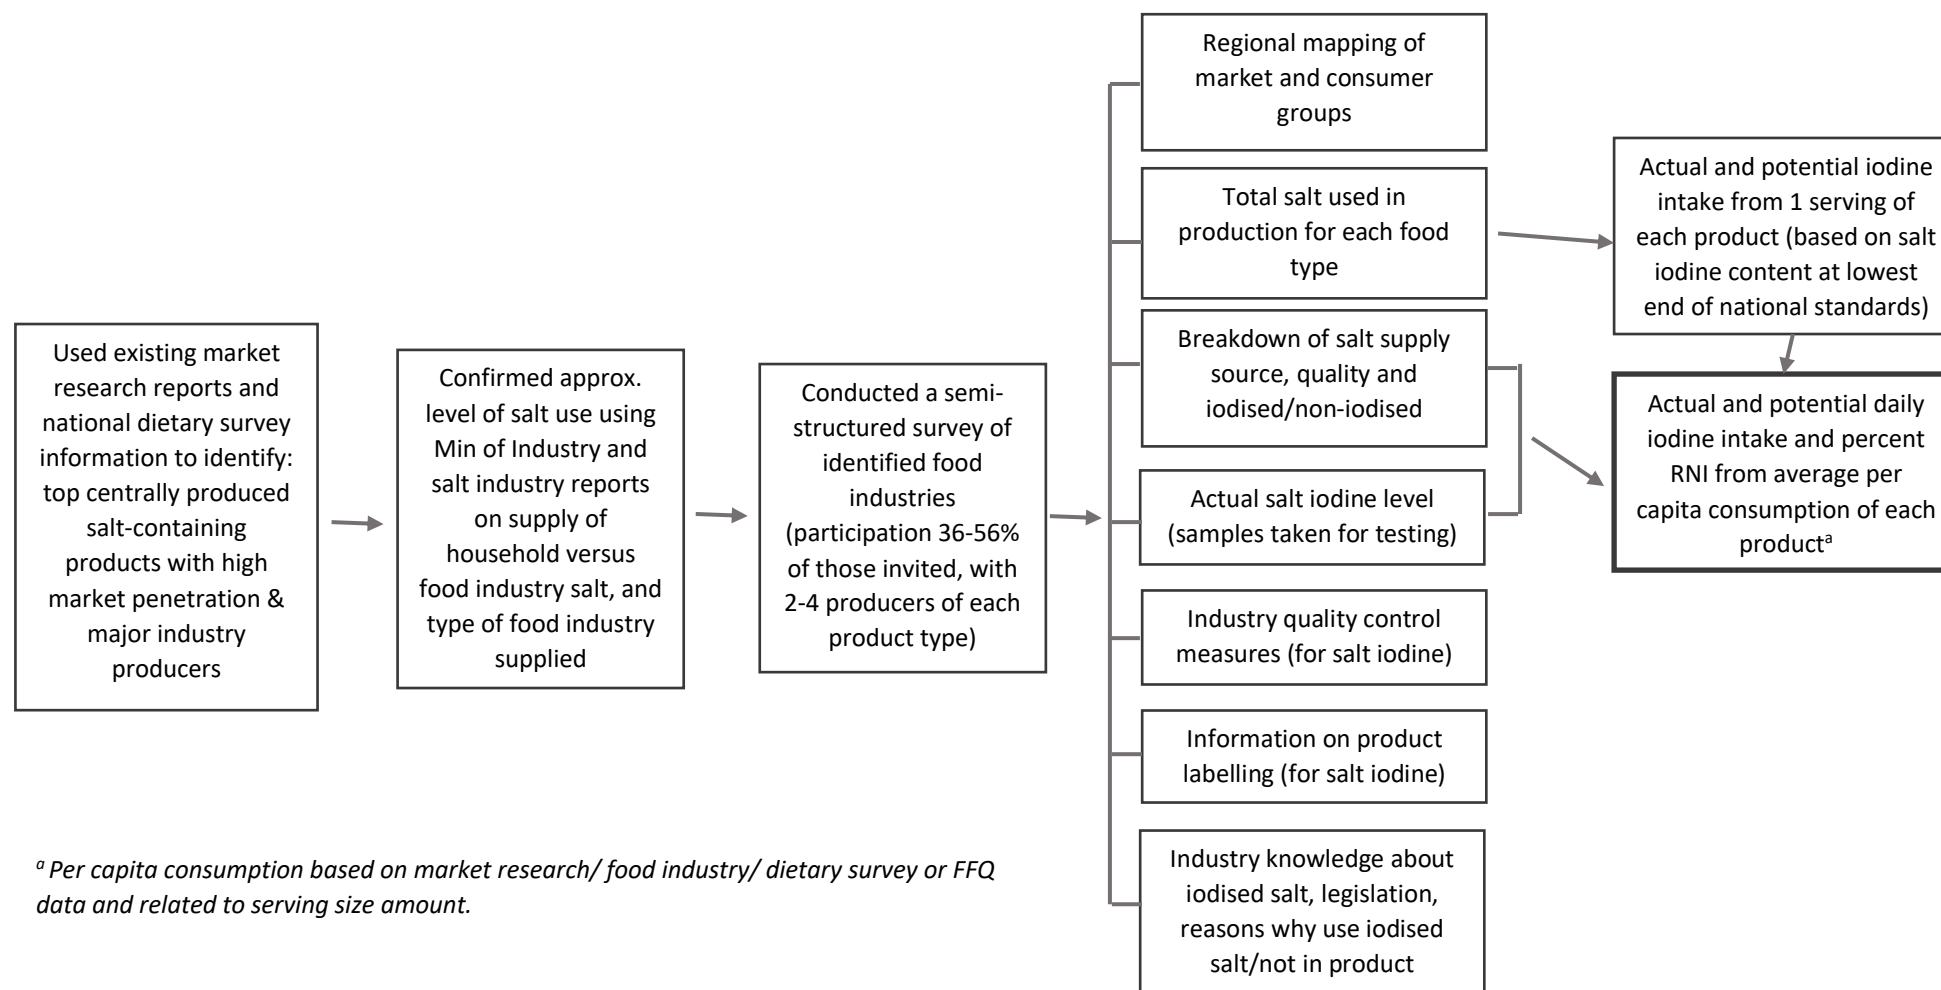 Used existing market
research reports and
national dietary survey
information to identify:
top centrally produced
salt-containing
products with high
market penetration &
major industry
producers
Confirmed approx.
level of salt use using
Min of Industry and
salt industry reports
on supply of
household versus
food industry salt, and
type of food industry
supplied
Conducted a semi-
structured survey of
identified food
industries
(participation 36-56%
of those invited, with
2-4 producers of each
product type)
Regional mapping of
market and consumer
groups
Total salt used in
production for each food
type
Breakdown of salt supply
source, quality and
iodised/non-iodised
Actual salt iodine level
(samples taken for testing)
Industry quality control
measures (for salt iodine)
Information on product
labelling (for salt iodine)
Industry knowledge about
iodised salt, legislation,
reasons why use iodised
salt/not in product
Actual and potential iodine
intake from 1 serving of
each product (based on salt
iodine content at lowest
end of national standards)
Actual and potential daily
iodine intake and percent
RNI from average per
capita consumption of each
productᵃ
ᵃ Per capita consumption based on market research/ food industry/ dietary survey or FFQ
data and related to serving size amount.